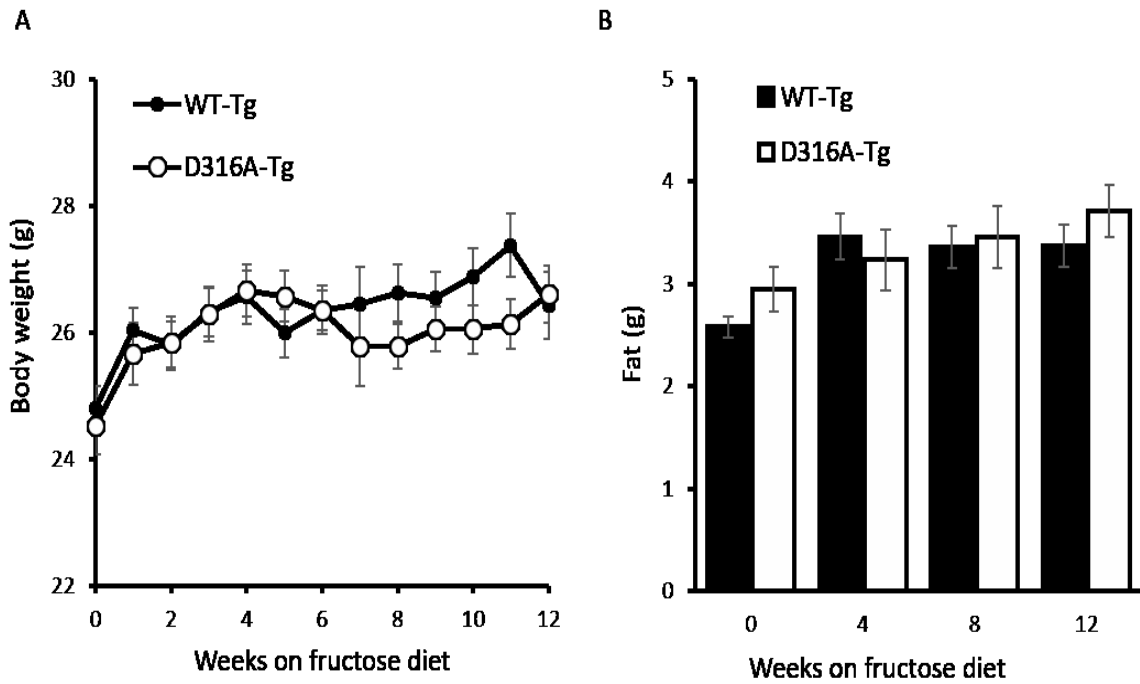 A
Body weight (g)
30
28
26
24
22
WT-Tg
D316A-Tg
0 2 4 6 8 10 12
Weeks on fructose diet
B
Fat (g)
5
4
3
2
1
0
WT-Tg
D316A-Tg
0 4 8 12
Weeks on fructose diet